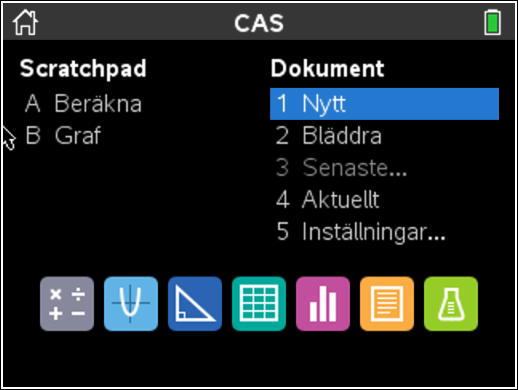 CAS
Scratchpad
A Beräkna
B Graf
Dokument
1 Nytt
2 Bläddra
3 Senaste...
4 Aktuellt
5 Inställningar...